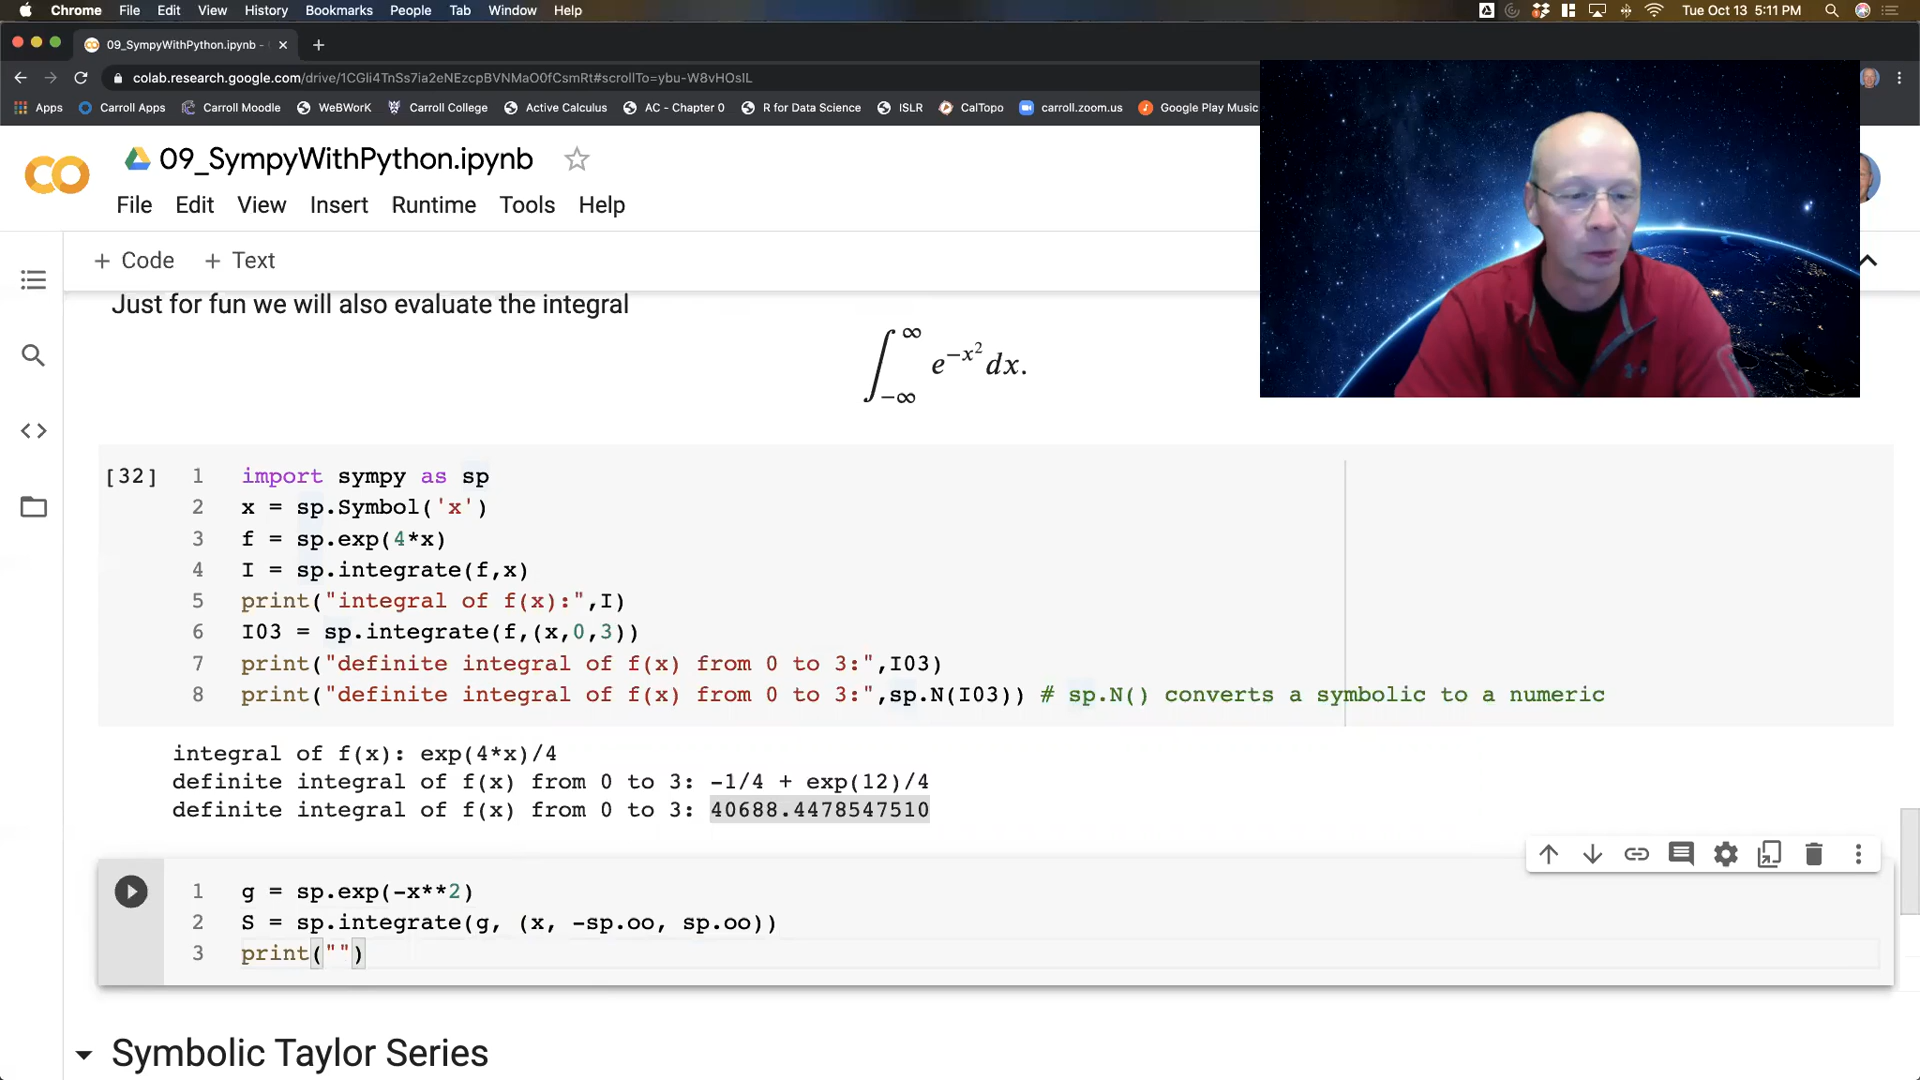 Chrome File Edit View History Bookmarks People Tab Window Help Tue Oct 13 5:11 PM
09_SympyWithPython.ipynb -
colab.research.google.com/drive/1CGli4TnSs7ia2eNEzcpBVNMaO0fCsmRt#scrollTo=ybu-W8vHOsIL
Apps Carroll Apps Carroll Moodle WeBWorK Carroll College Active Calculus AC - Chapter 0 R for Data Science ISLR CalTopo carroll.zoom.us Google Play Music
CO 09_SympyWithPython.ipynb
File Edit View Insert Runtime Tools Help
+ Code + Text
Just for fun we will also evaluate the integral
∫_{-∞}^{∞} e^{-x^2} dx.
[32] 1 import sympy as sp
2 x = sp.Symbol('x')
3 f = sp.exp(4*x)
4 I = sp.integrate(f,x)
5 print("integral of f(x):",I)
6 I03 = sp.integrate(f,(x,0,3))
7 print("definite integral of f(x) from 0 to 3:",I03)
8 print("definite integral of f(x) from 0 to 3:",sp.N(I03)) # sp.N() converts a symbolic to a numeric
integral of f(x): exp(4*x)/4
definite integral of f(x) from 0 to 3: -1/4 + exp(12)/4
definite integral of f(x) from 0 to 3: 40688.4478547510
1 g = sp.exp(-x**2)
2 S = sp.integrate(g, (x, -sp.oo, sp.oo))
3 print("")
Symbolic Taylor Series